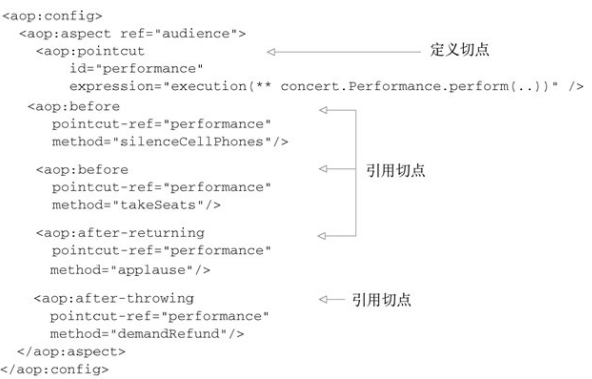 <aop:config>
<aop:aspect ref="audience">
<aop:pointcut 定义切点
id="performance"
expression="execution(** concert.Performance.perform(..))" />
<aop:before
pointcut-ref="performance"
method="silenceCellPhones"/>
<aop:before 引用切点
pointcut-ref="performance"
method="takeSeats"/>
<aop:after-returning
pointcut-ref="performance"
method="applause"/>
<aop:after-throwing 引用切点
pointcut-ref="performance"
method="demandRefund"/>
</aop:aspect>
</aop:config>